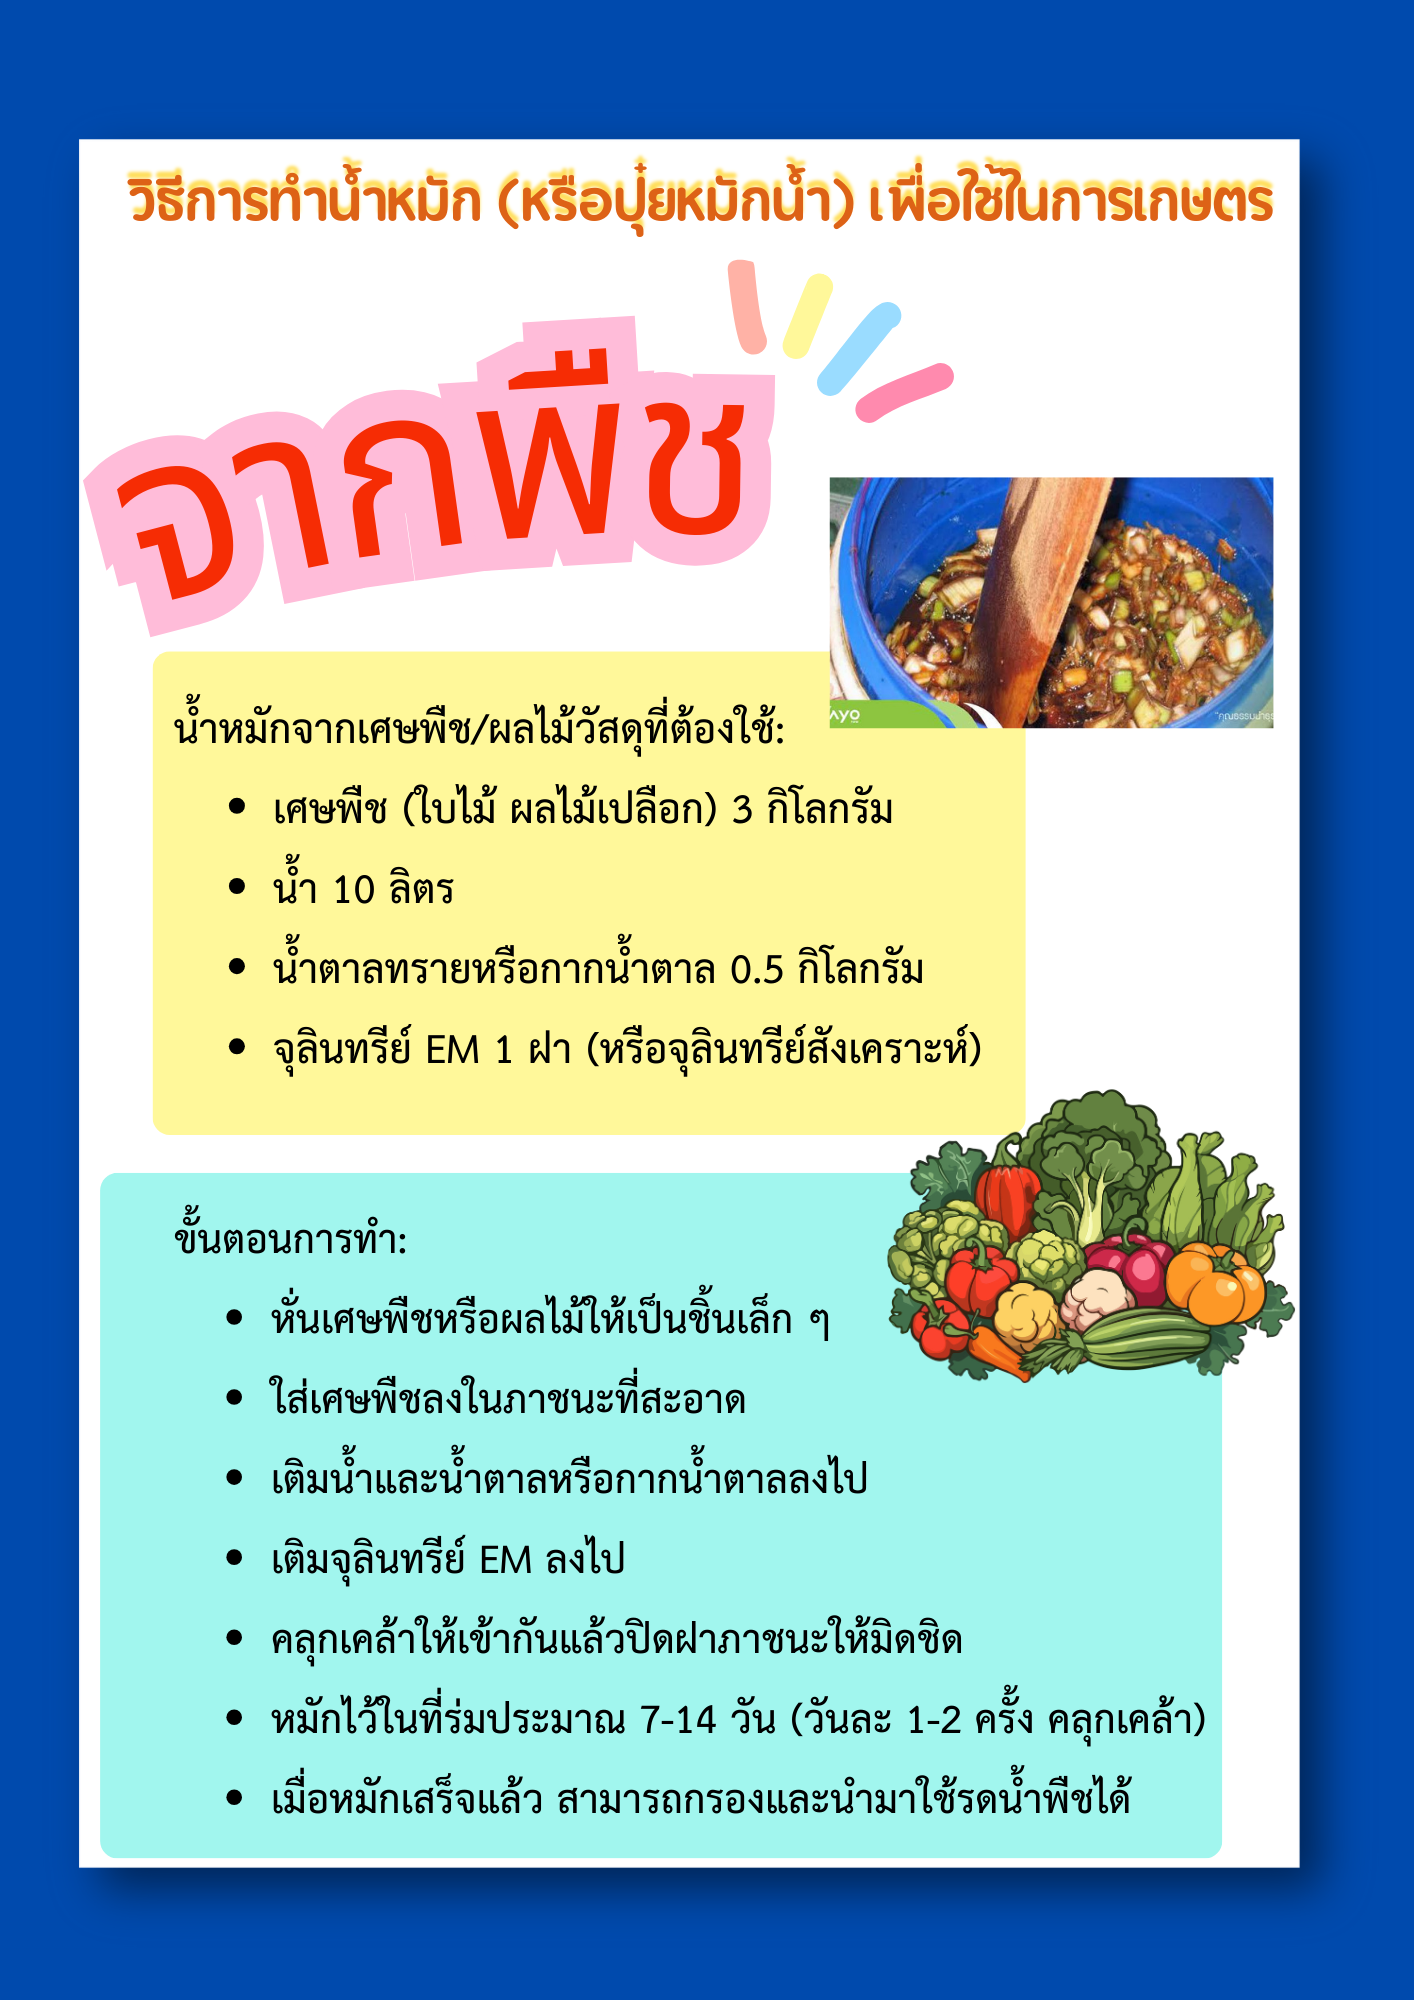 วิธีการทำน้ำหมัก (หรือปุ๋ยหมักน้ำ) เพื่อใช้ในการเกษตร
จากพืช
AYO
"คุณธรรมนำธุร
น้ำหมักจากเศษพืช/ผลไม้วัสดุที่ต้องใช้:
• เศษพืช (ใบไม้ ผลไม้เปลือก) 3 กิโลกรัม
• น้ำ 10 ลิตร
• น้ำตาลทรายหรือกากน้ำตาล 0.5 กิโลกรัม
• จุลินทรีย์ EM 1 ฝา (หรือจุลินทรีย์สังเคราะห์)
ขั้นตอนการทำ:
• หั่นเศษพืชหรือผลไม้ให้เป็นชิ้นเล็ก ๆ
• ใส่เศษพืชลงในภาชนะที่สะอาด
• เติมน้ำและน้ำตาลหรือกากน้ำตาลลงไป
• เติมจุลินทรีย์ EM ลงไป
• คลุกเคล้าให้เข้ากันแล้วปิดฝาภาชนะให้มิดชิด
• หมักไว้ในที่ร่มประมาณ 7-14 วัน (วันละ 1-2 ครั้ง คลุกเคล้า)
• เมื่อหมักเสร็จแล้ว สามารถกรองและนำมาใช้รดน้ำพืชได้